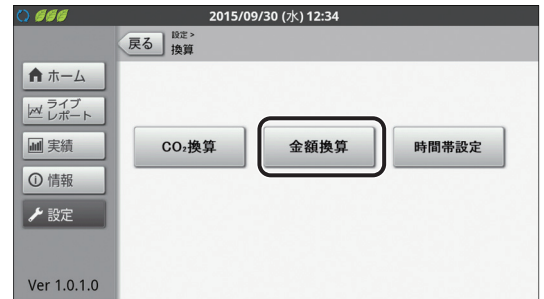 2015/09/30 (水) 12:34
戻る
設定 >
換算
ホーム
ライブ
レポート
実績
情報
設定
CO₂換算
金額換算
時間帯設定
Ver 1.0.1.0